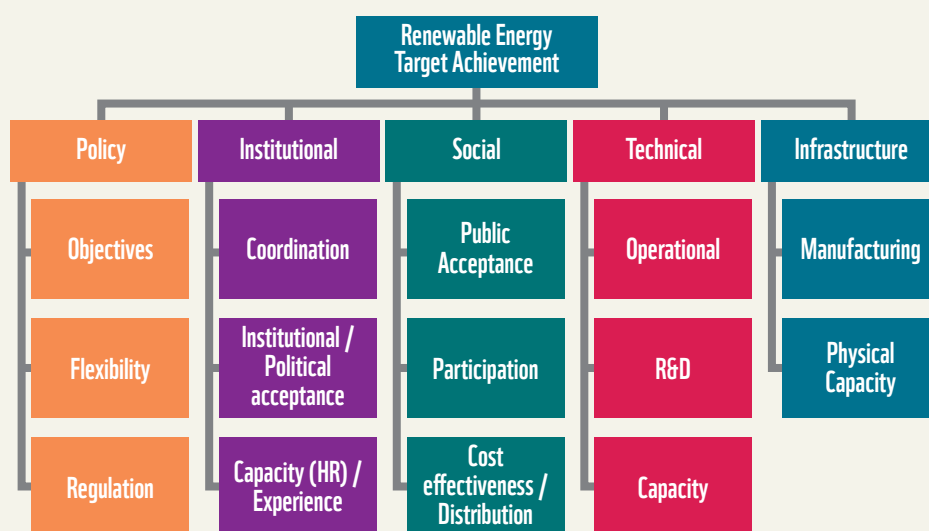 Renewable Energy
Target Achievement
Policy
Institutional
Social
Technical
Infrastructure
Objectives
Coordination
Public
Acceptance
Operational
Manufacturing
Flexibility
Institutional /
Political
acceptance
Participation
R&D
Physical
Capacity
Regulation
Capacity (HR) /
Experience
Cost
effectiveness /
Distribution
Capacity